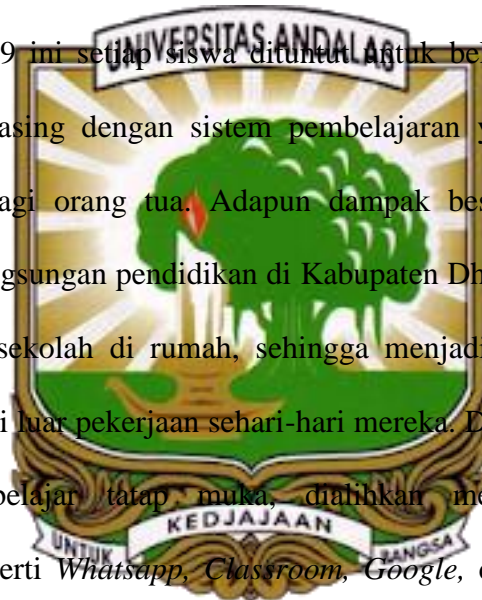 UNIVERSITAS ANDALAS
9 ini setiap siswa dituntut untuk bel
asing dengan sistem pembelajaran y
agi orang tua. Adapun dampak bes
gsungan pendidikan di Kabupaten Dh
sekolah di rumah, sehingga menjadi
i luar pekerjaan sehari-hari mereka. D
belajar tatap muka, dialihkan me
KEDJAJAAN
UNTUK BANGSA
erti Whatsapp, Classroom, Google,